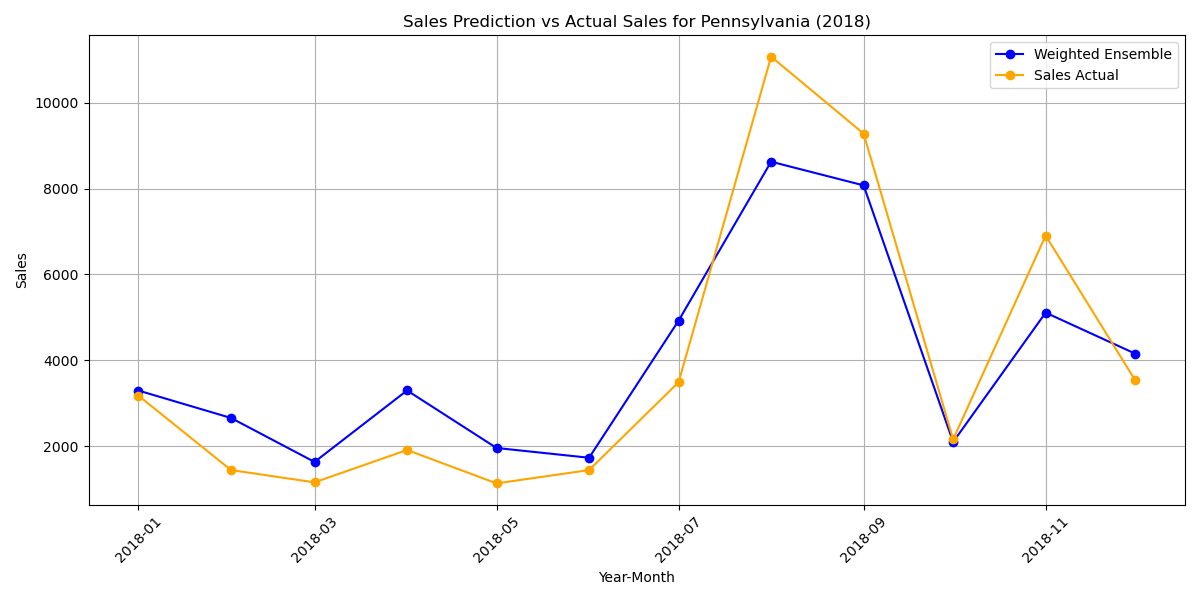 Sales Prediction vs Actual Sales for Pennsylvania (2018)
Weighted Ensemble
Sales Actual
10000
8000
6000
4000
2000
Sales
2018-01
2018-03
2018-05
2018-07
2018-09
2018-11
Year-Month